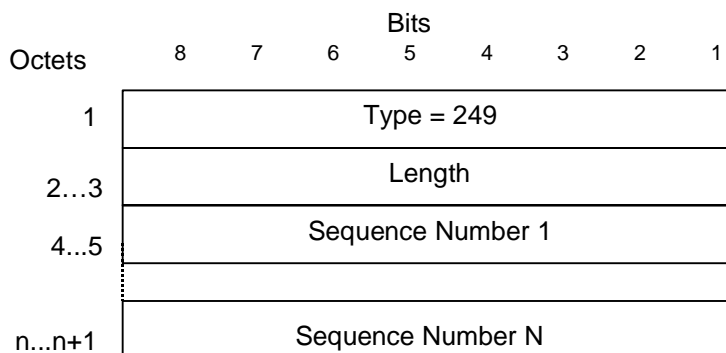 Bits
Octets 8 7 6 5 4 3 2 1
1 Type = 249
2…3 Length
4...5 Sequence Number 1
n...n+1 Sequence Number N